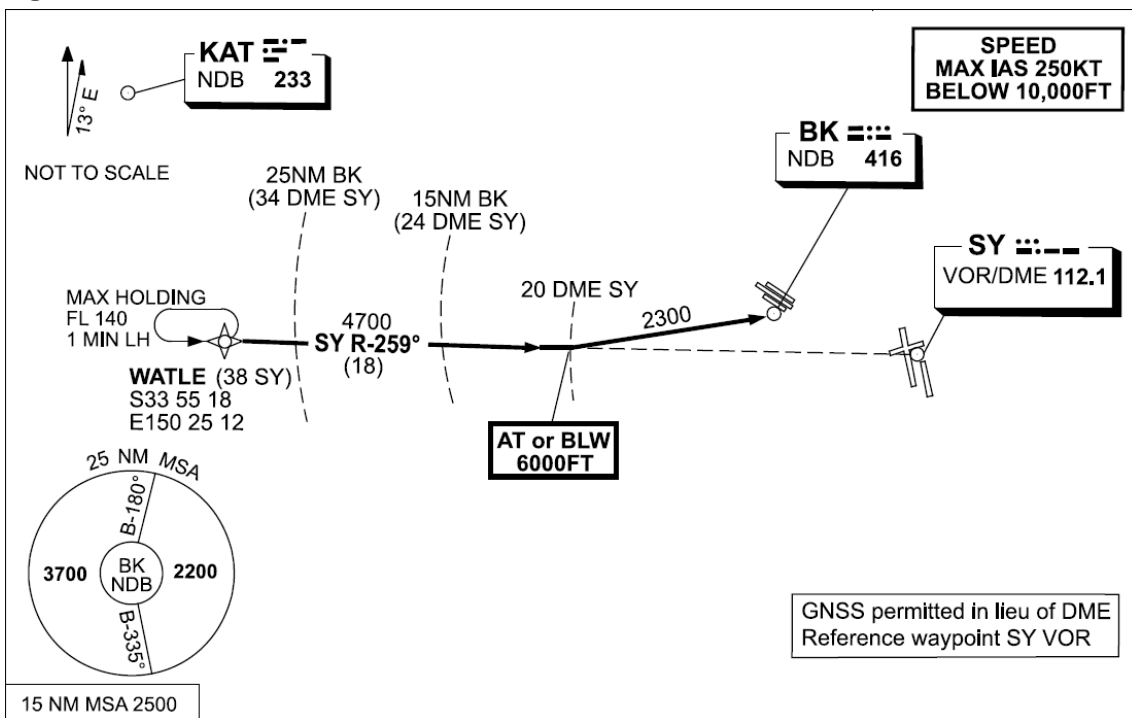 KAT
NDB 233
13° E
NOT TO SCALE
SPEED
MAX IAS 250KT
BELOW 10,000FT
BK
NDB 416
25NM BK
(34 DME SY)
15NM BK
(24 DME SY)
SY
VOR/DME 112.1
20 DME SY
MAX HOLDING
FL 140
1 MIN LH
4700
SY R-259°
(18)
2300
WATLE (38 SY)
S33 55 18
E150 25 12
AT or BLW
6000FT
25 NM MSA
B-180°
3700
BK
NDB
2200
B-335°
GNSS permitted in lieu of DME
Reference waypoint SY VOR
15 NM MSA 2500